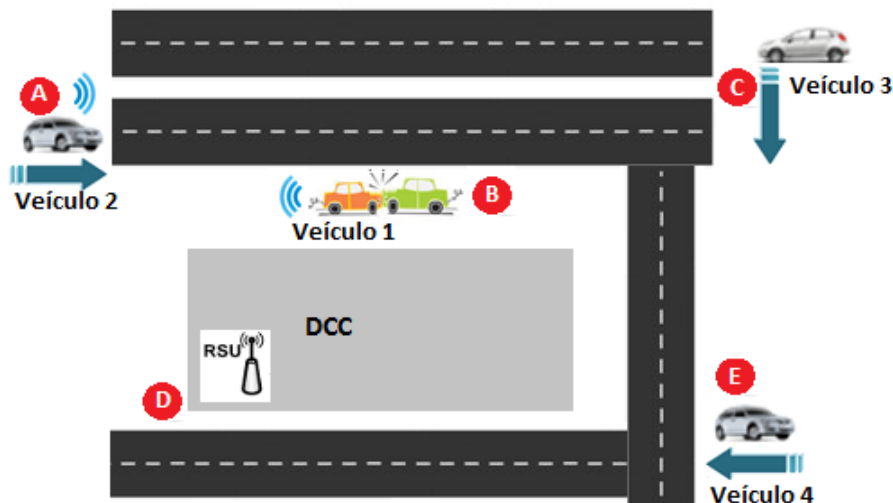 A
C
Veículo 3
Veículo 2
B
Veículo 1
DCC
RSU
D
E
Veículo 4